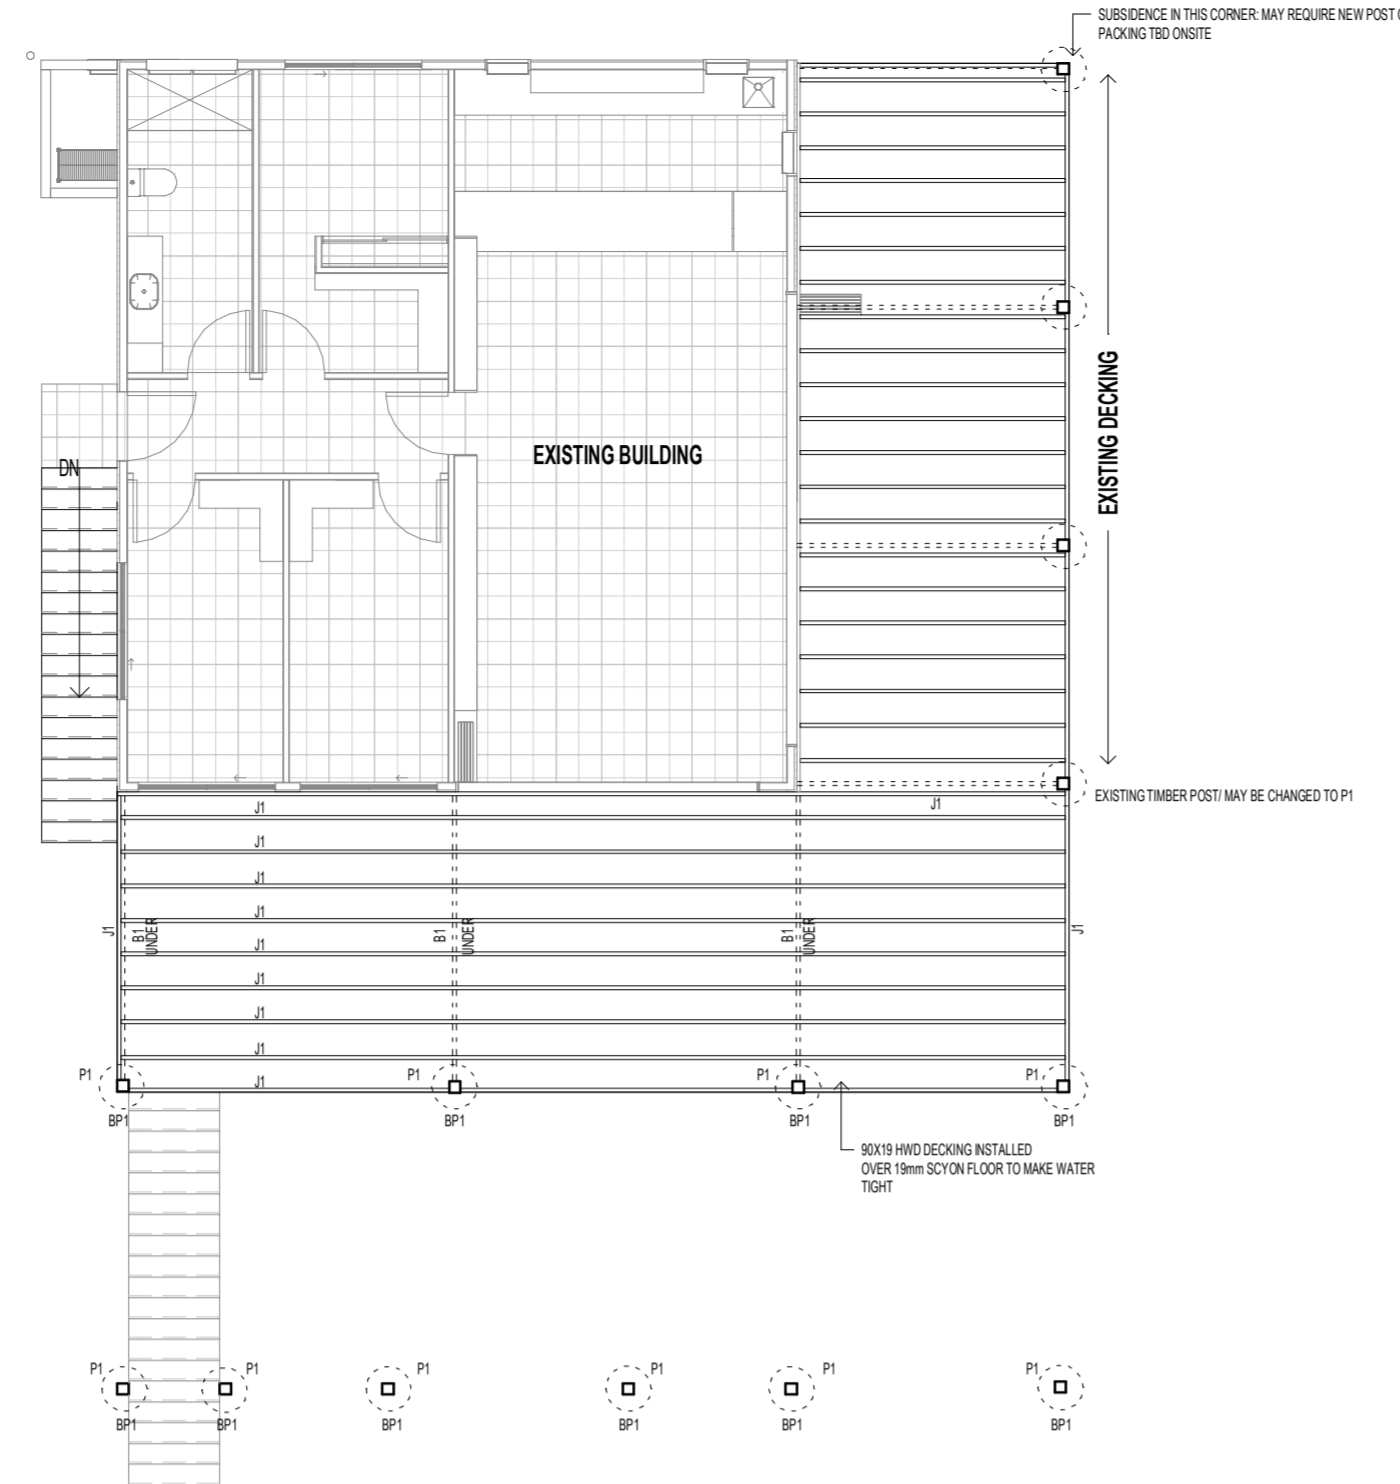 SUBSIDENCE IN THIS CORNER: MAY REQUIRE NEW POST
PACKING TBD ONSITE
EXISTING DECKING
EXISTING BUILDING
DN
EXISTING TIMBER POST/ MAY BE CHANGED TO P1
J1
J1
J1
J1
J1
J1
J1
J1
J1
J1
J1
B1
UNDER
B1
UNDER
B1
UNDER
J1
P1
P1
P1
P1
BP1
BP1
BP1
BP1
90X19 HWD DECKING INSTALLED
OVER 19mm SCYON FLOOR TO MAKE WATER
TIGHT
P1
P1
P1
P1
P1
P1
BP1
BP1
BP1
BP1
BP1
BP1